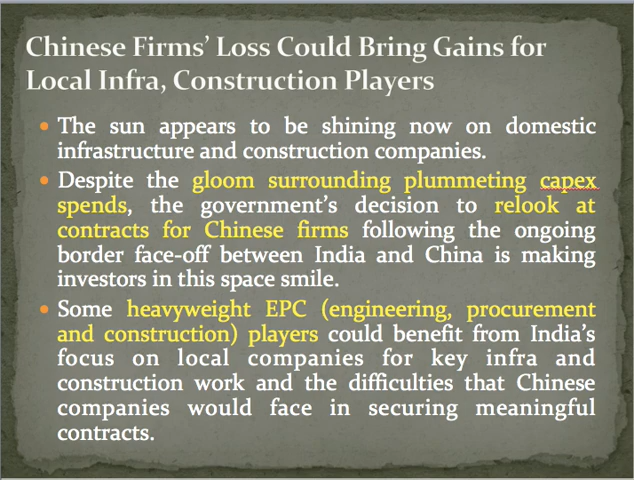 Chinese Firms’ Loss Could Bring Gains for
Local Infra, Construction Players
• The sun appears to be shining now on domestic
infrastructure and construction companies.
• Despite the gloom surrounding plummeting capex
spends, the government’s decision to relook at
contracts for Chinese firms following the ongoing
border face-off between India and China is making
investors in this space smile.
• Some heavyweight EPC (engineering, procurement
and construction) players could benefit from India’s
focus on local companies for key infra and
construction work and the difficulties that Chinese
companies would face in securing meaningful
contracts.